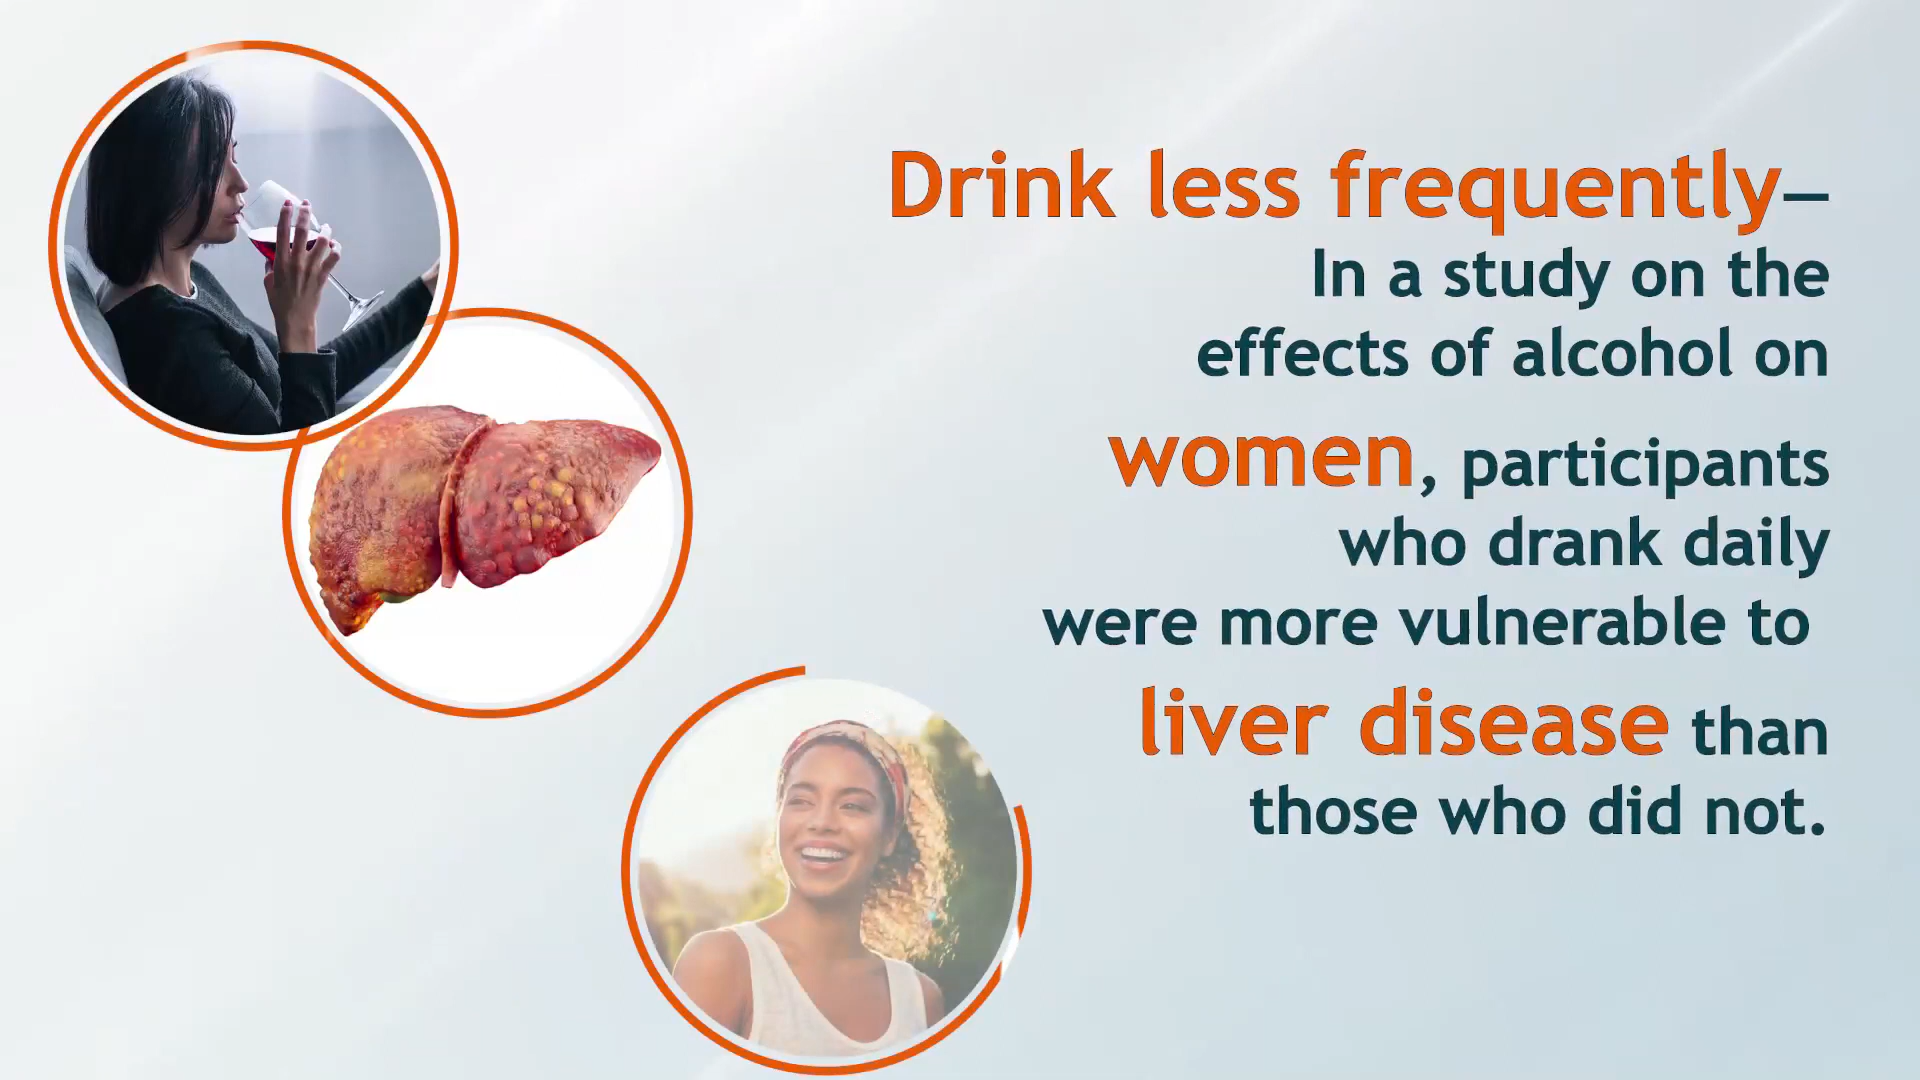 Drink less frequently—
In a study on the
effects of alcohol on
women, participants
who drank daily
were more vulnerable to
liver disease than
those who did not.